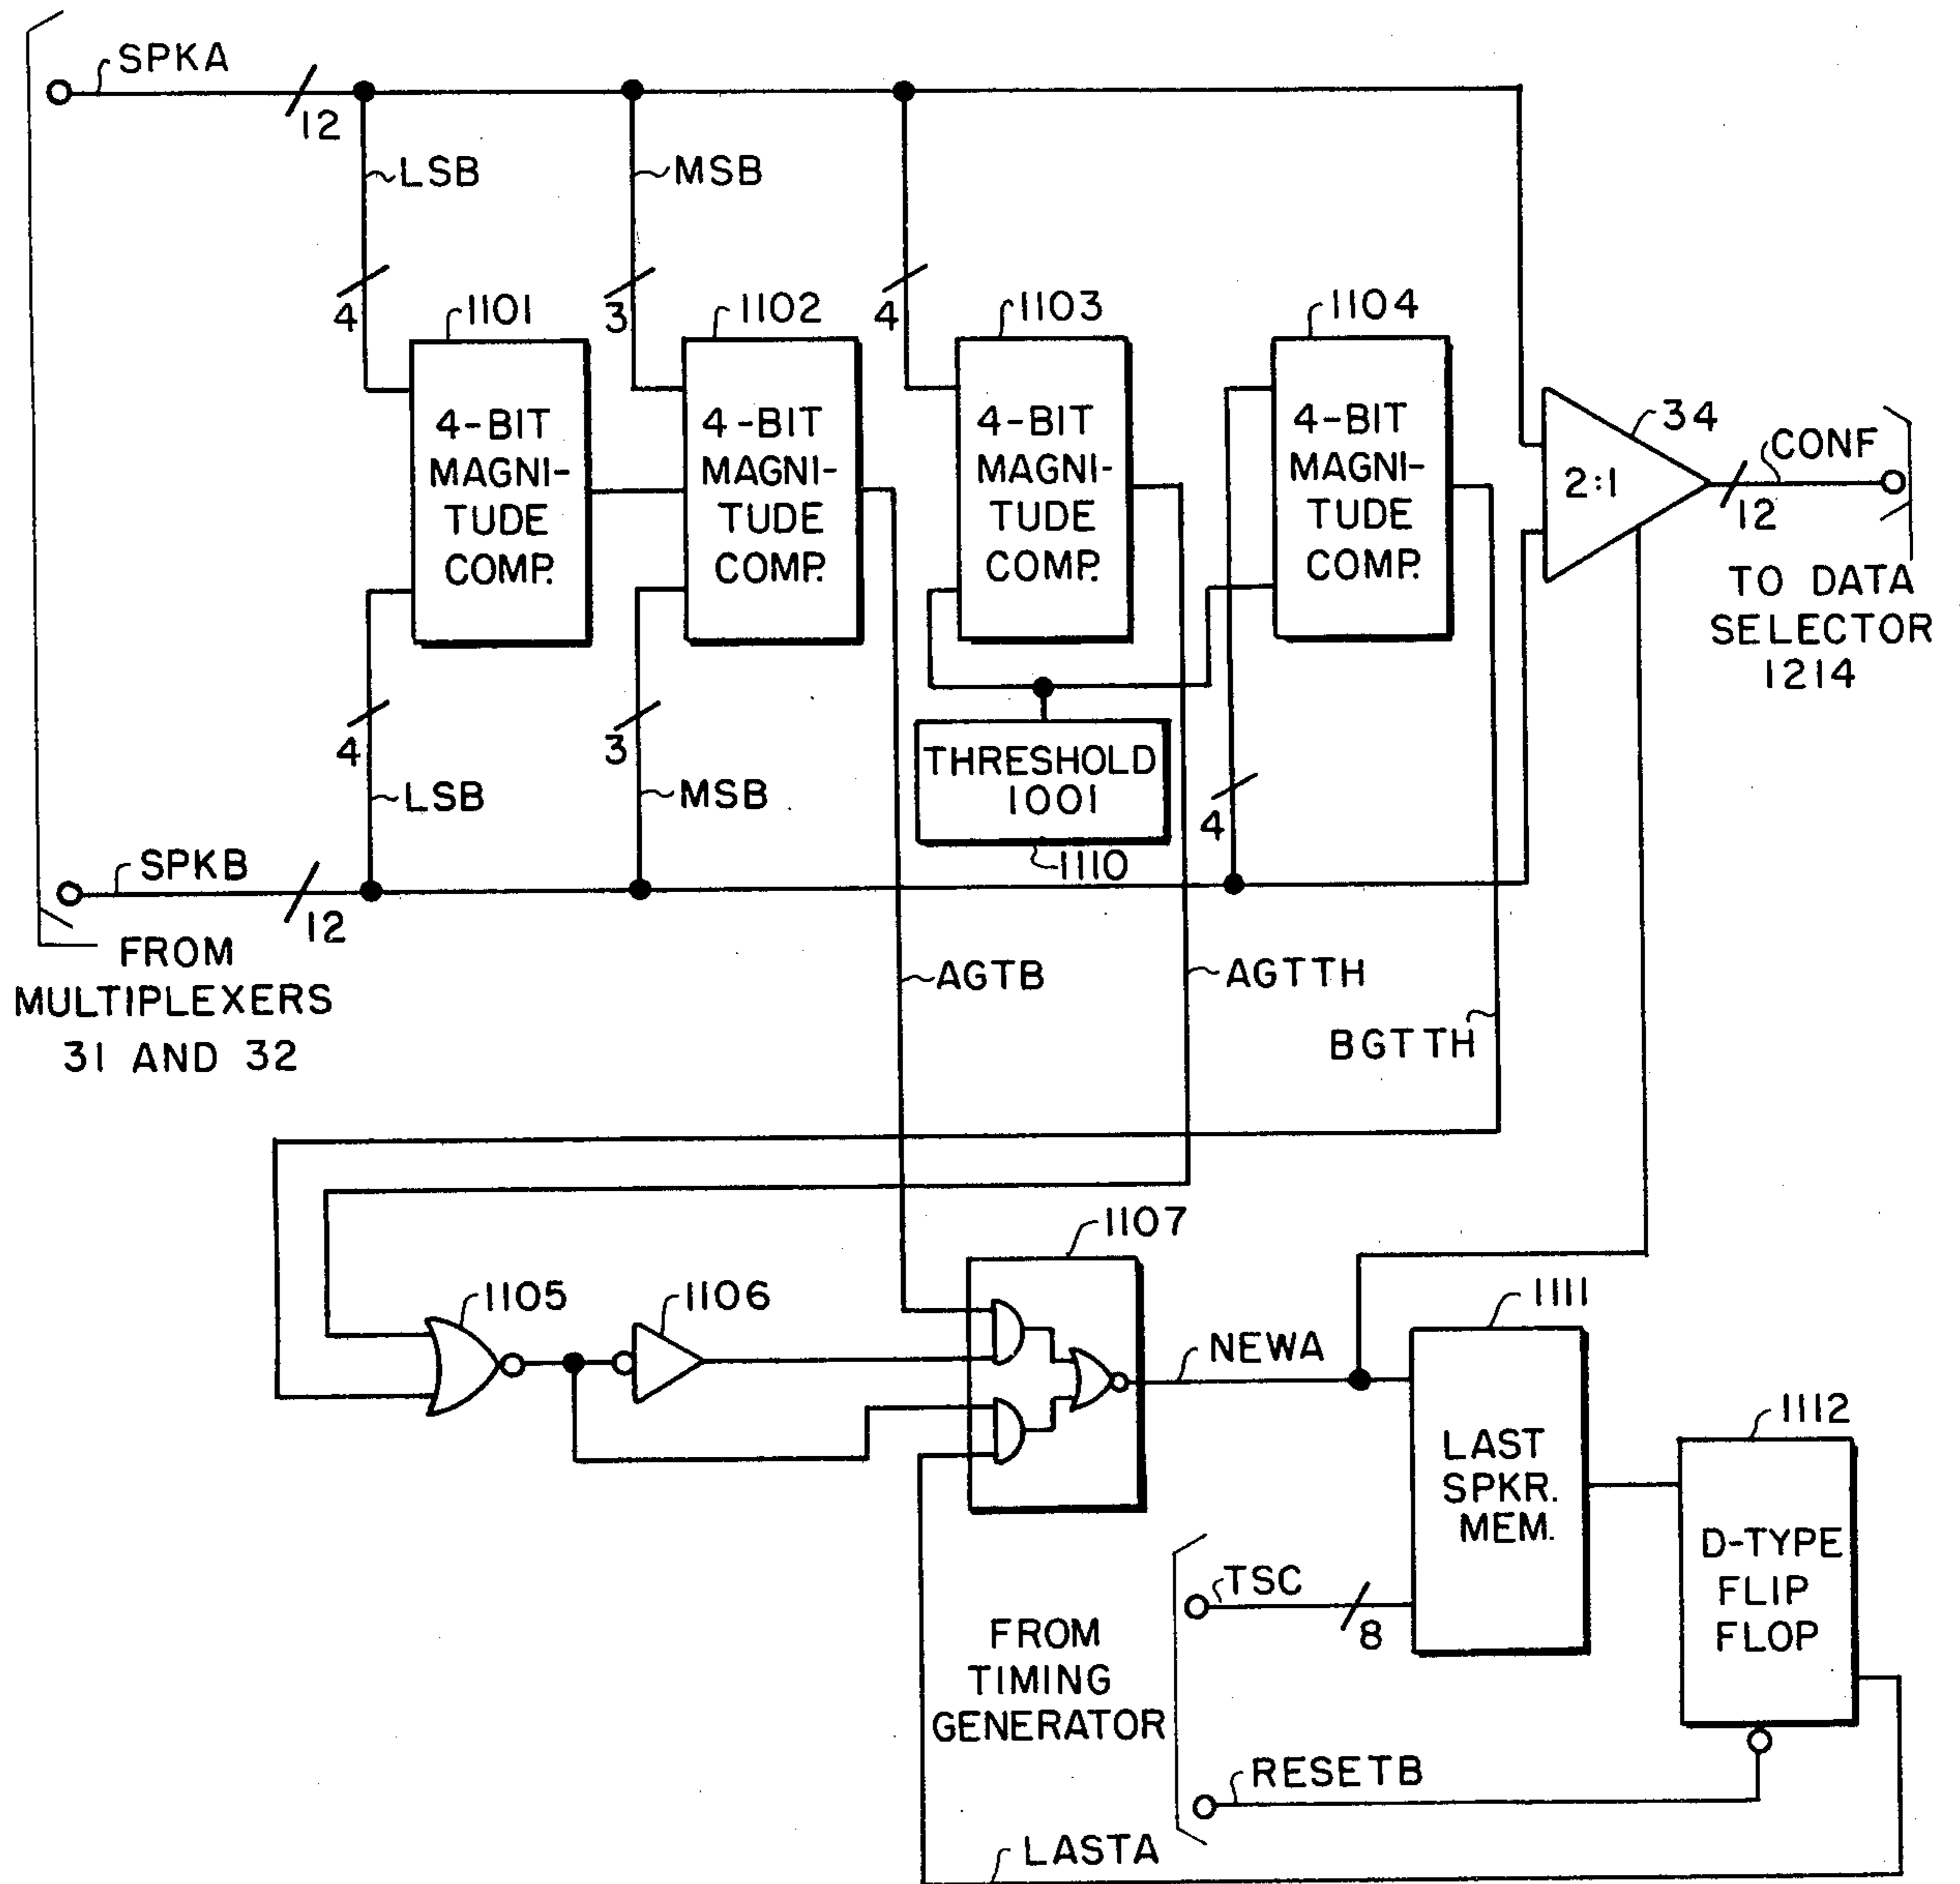 SPKA
12
LSB
MSB
4
3
4
1101
1102
1103
1104
4-BIT
MAGNI-
TUDE
COMP.
4-BIT
MAGNI-
TUDE
COMP.
4-BIT
MAGNI-
TUDE
COMP.
4-BIT
MAGNI-
TUDE
COMP.
34
2:1
CONF
12
TO DATA
SELECTOR
1214
4
3
LSB
MSB
THRESHOLD
1001
1110
4
SPKB
12
FROM
MULTIPLEXERS
31 AND 32
AGTB
AGTTH
BGTTH
1105
1106
1107
NEWA
1111
LAST
SPKR.
MEM.
1112
D-TYPE
FLIP
FLOP
TSC
8
FROM
TIMING
GENERATOR
RESETB
LASTA